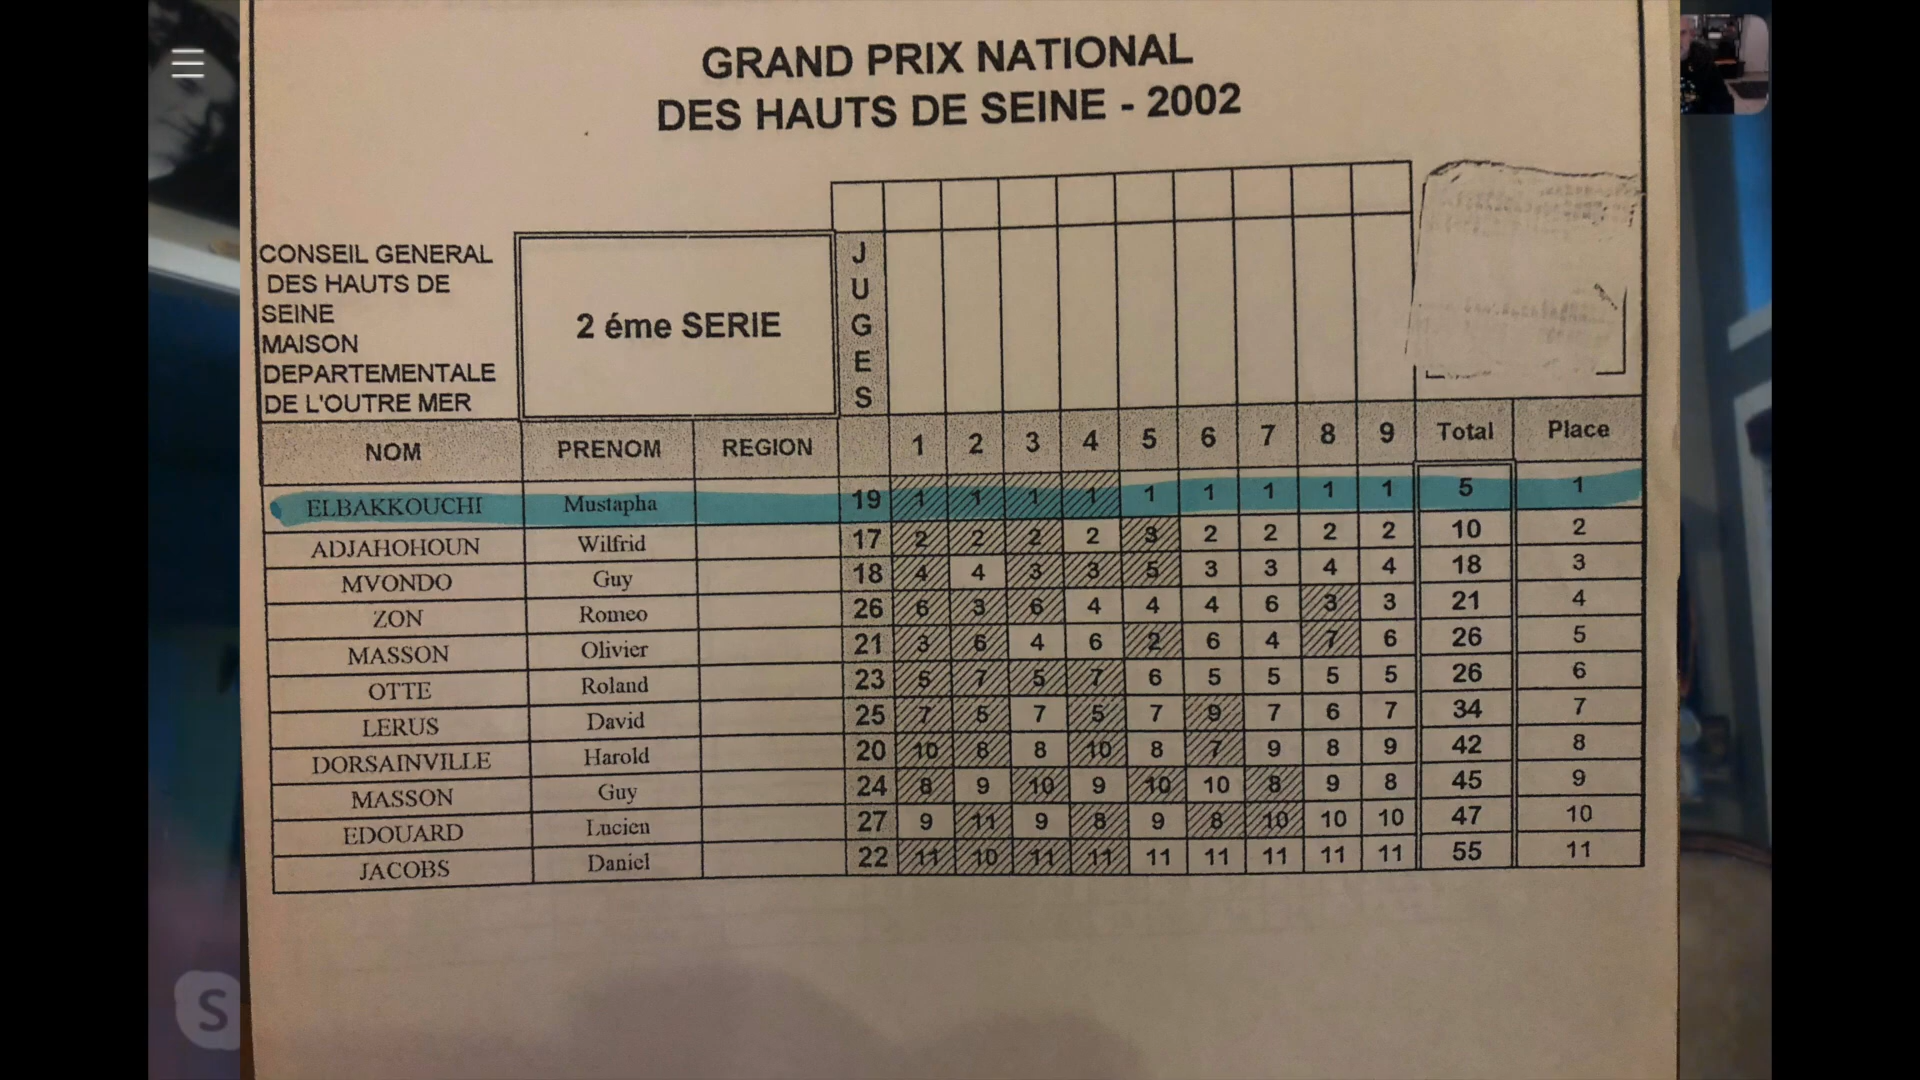 GRAND PRIX NATIONAL
DES HAUTS DE SEINE - 2002
CONSEIL GENERAL
DES HAUTS DE
SEINE
MAISON
DEPARTEMENTALE
DE L'OUTRE MER
2 éme SERIE
JUGES
NOM PRENOM REGION 1 2 3 4 5 6 7 8 9 Total Place
ELBAKKOUCHI Mustapha 19 1 1 1 1 1 1 1 1 1 5 1
ADJAHOHOUN Wilfrid 17 2 2 2 2 3 2 2 2 2 10 2
MVONDO Guy 18 4 4 3 3 5 3 3 4 4 18 3
ZON Romeo 26 6 3 6 4 4 4 6 3 3 21 4
MASSON Olivier 21 3 6 4 6 2 6 4 7 6 26 5
OTTE Roland 23 5 7 5 7 6 5 5 5 5 26 6
LERUS David 25 7 5 7 5 7 9 7 6 7 34 7
DORSAINVILLE Harold 20 10 8 8 10 8 7 9 8 9 42 8
MASSON Guy 24 8 9 10 9 10 10 8 9 8 45 9
EDOUARD Lucien 27 9 11 9 8 9 8 10 10 10 47 10
JACOBS Daniel 22 11 10 11 11 11 11 11 11 11 55 11
S